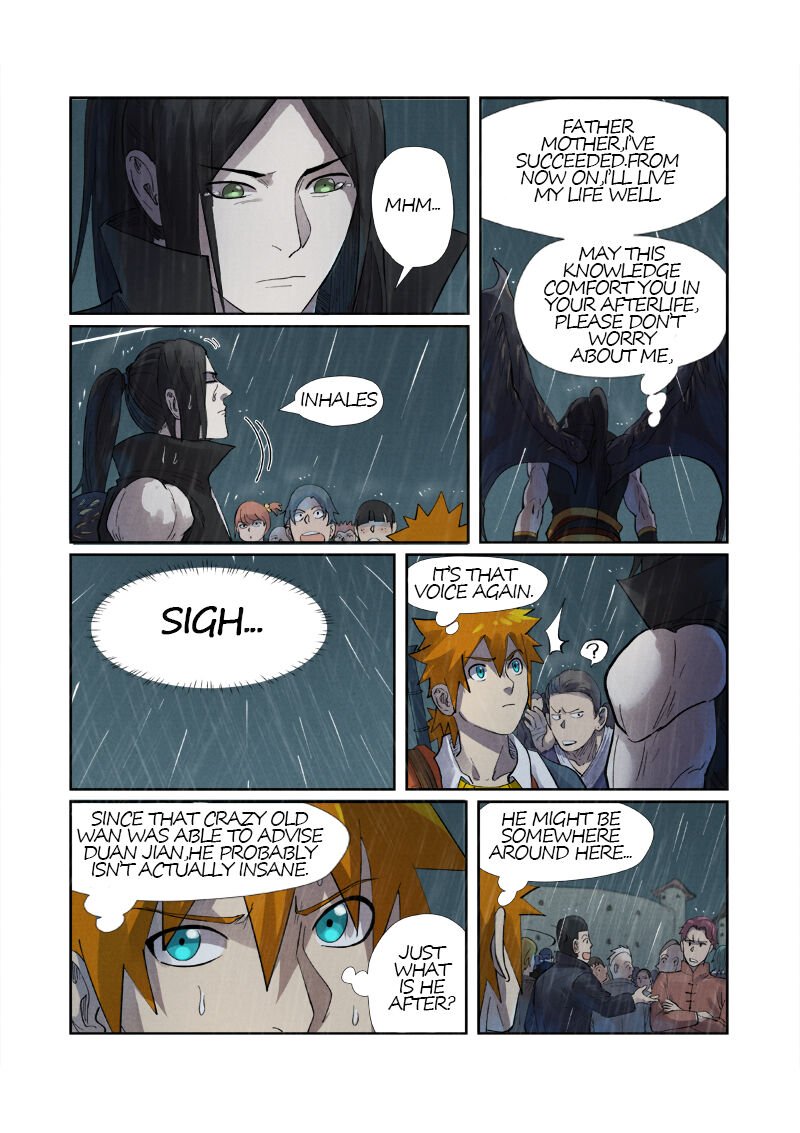 MHM...
FATHER
MOTHER,I'VE
SUCCEEDED.FROM
NOW ON,I'LL LIVE
MY LIFE WELL.
MAY THIS
KNOWLEDGE
COMFORT YOU IN
YOUR AFTERLIFE,
PLEASE DON'T
WORRY
ABOUT ME,
INHALES
SIGH...
IT'S THAT
VOICE AGAIN.
?
SINCE THAT CRAZY OLD
WAN WAS ABLE TO ADVISE
DUAN JIAN,HE PROBABLY
ISN'T ACTUALLY INSANE.
JUST
WHAT
IS HE
AFTER?
HE MIGHT BE
SOMEWHERE
AROUND HERE...